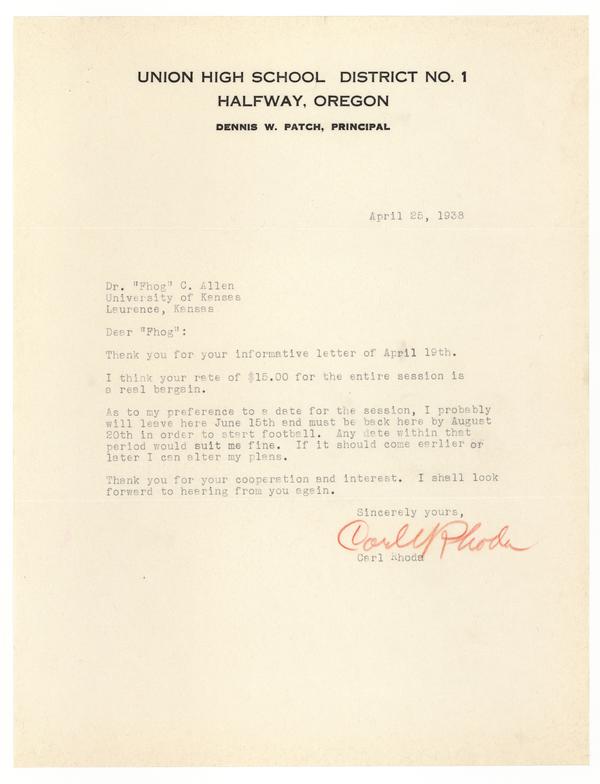 UNION HIGH SCHOOL DISTRICT NO. 1
HALFWAY, OREGON
DENNIS W. PATCH, PRINCIPAL
April 25, 1938
Dr. "Fhog" C. Allen
University of Kansas
Laurence, Kansas
Dear "Fhog":
Thank you for your informative letter of April 19th.
I think your rate of $15.00 for the entire session is
a real bargain.
As to my preference to a date for the session, I probably
will leave here June 15th and must be back here by August
20th in order to start football. Any date within that
period would suit me fine. If it should come earlier or
later I can alter my plans.
Thank you for your cooperation and interest. I shall look
forward to hearing from you again.
Sincerely yours,
Carl Rhoda
Carl Rhoda